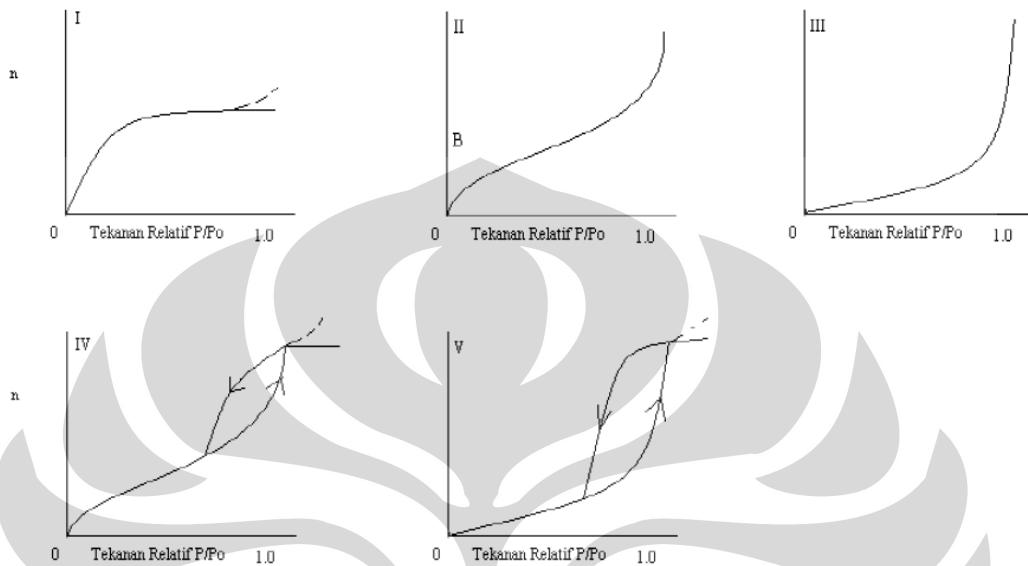 I
II
III
n
B
0 Tekanan Relatif P/Po 1.0
0 Tekanan Relatif P/Po 1.0
0 Tekanan Relatif P/Po 1.0
IV
V
n
0 Tekanan Relatif P/Po 1.0
0 Tekanan Relatif P/Po 1.0